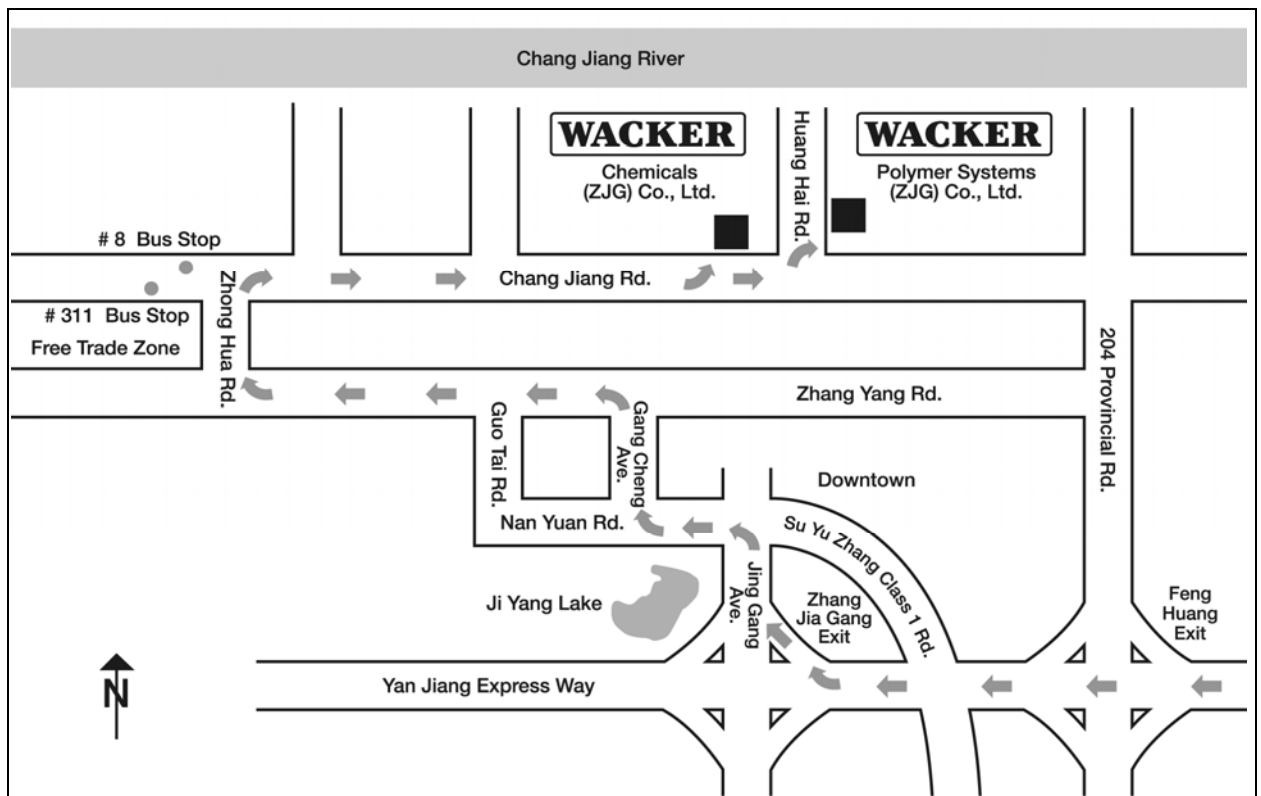 Chang Jiang River
WACKER
Chemicals
(ZJG) Co., Ltd.
Huang Hai Rd.
WACKER
Polymer Systems
(ZJG) Co., Ltd.
# 8 Bus Stop
Chang Jiang Rd.
# 311 Bus Stop
Free Trade Zone
Zhong Hua Rd.
204 Provincial Rd.
Zhang Yang Rd.
Guo Tai Rd.
Gang Cheng
Ave.
Downtown
Nan Yuan Rd.
Su Yu Zhang Class 1 Rd.
Jing Gang
Ave.
Ji Yang Lake
Zhang
Jia Gang
Exit
Feng
Huang
Exit
Yan Jiang Express Way
N